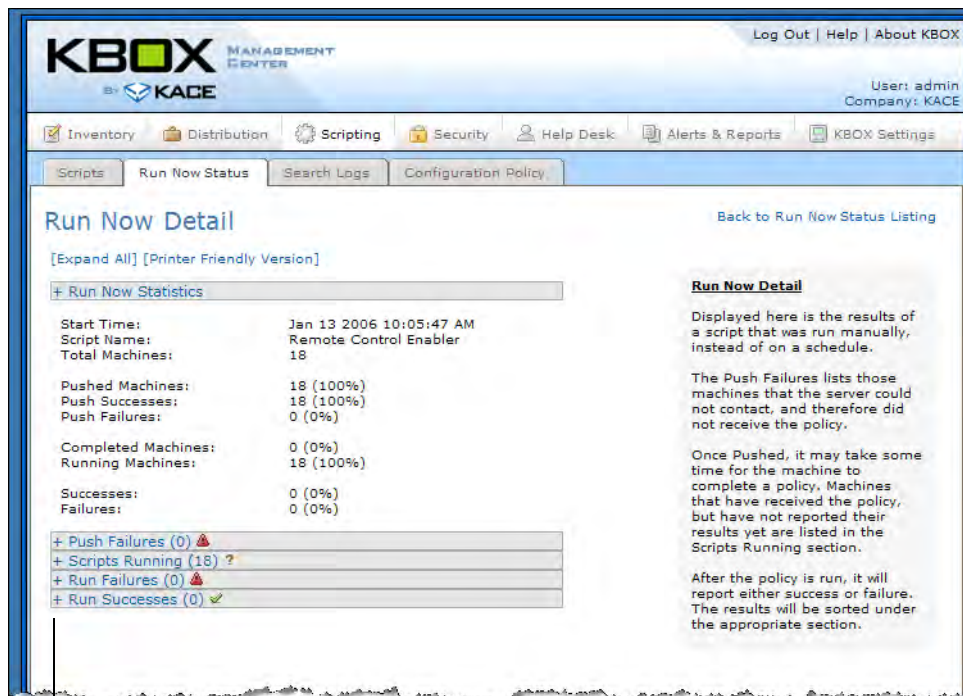 Log Out | Help | About KBOX
KBOX MANAGEMENT CENTER
BY KACE
User: admin
Company: KACE
Inventory Distribution Scripting Security Help Desk Alerts & Reports KBOX Settings
Scripts Run Now Status Search Logs Configuration Policy
Run Now Detail
Back to Run Now Status Listing
[Expand All] [Printer Friendly Version]
+ Run Now Statistics
Start Time: Jan 13 2006 10:05:47 AM
Script Name: Remote Control Enabler
Total Machines: 18
Pushed Machines: 18 (100%)
Push Successes: 18 (100%)
Push Failures: 0 (0%)
Completed Machines: 0 (0%)
Running Machines: 18 (100%)
Successes: 0 (0%)
Failures: 0 (0%)
+ Push Failures (0)
+ Scripts Running (18) ?
+ Run Failures (0)
+ Run Successes (0)
Run Now Detail
Displayed here is the results of
a script that was run manually,
instead of on a schedule.
The Push Failures lists those
machines that the server could
not contact, and therefore did
not receive the policy.
Once Pushed, it may take some
time for the machine to
complete a policy. Machines
that have received the policy,
but have not reported their
results yet are listed in the
Scripts Running section.
After the policy is run, it will
report either success or failure.
The results will be sorted under
the appropriate section.